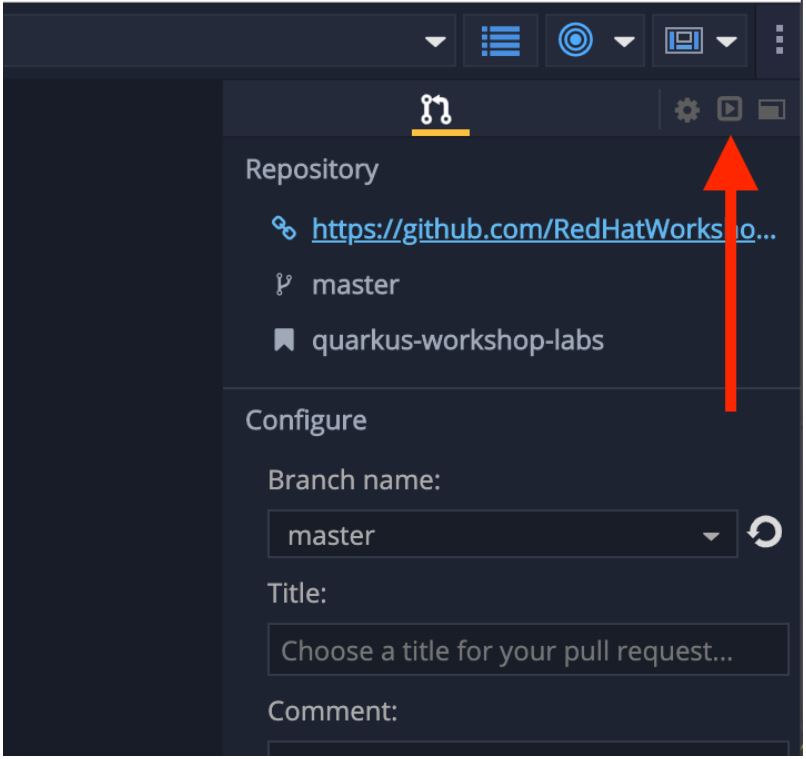 Repository
https://github.com/RedHatWorksho...
master
quarkus-workshop-labs
Configure
Branch name:
master
Title:
Choose a title for your pull request...
Comment: